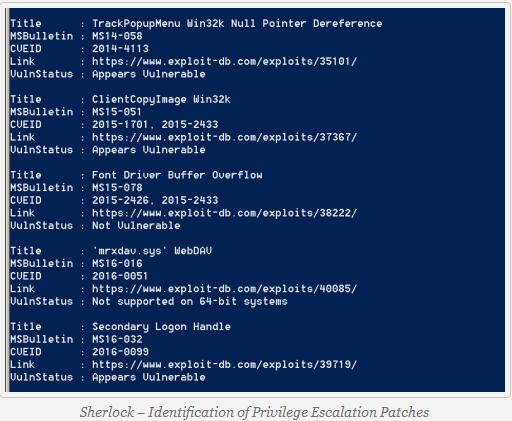 Title : TrackPopupMenu Win32k Null Pointer Dereference
MSBulletin : MS14-058
CVEID : 2014-4113
Link : https://www.exploit-db.com/exploits/35101/
VulnStatus : Appears Vulnerable
Title : ClientCopyImage Win32k
MSBulletin : MS15-051
CVEID : 2015-1701, 2015-2433
Link : https://www.exploit-db.com/exploits/37367/
VulnStatus : Appears Vulnerable
Title : Font Driver Buffer Overflow
MSBulletin : MS15-078
CVEID : 2015-2426, 2015-2433
Link : https://www.exploit-db.com/exploits/38222/
VulnStatus : Not Vulnerable
Title : 'mrxdav.sys' WebDAV
MSBulletin : MS16-016
CVEID : 2016-0051
Link : https://www.exploit-db.com/exploits/40085/
VulnStatus : Not supported on 64-bit systems
Title : Secondary Logon Handle
MSBulletin : MS16-032
CVEID : 2016-0099
Link : https://www.exploit-db.com/exploits/39719/
VulnStatus : Appears Vulnerable
Sherlock – Identification of Privilege Escalation Patches